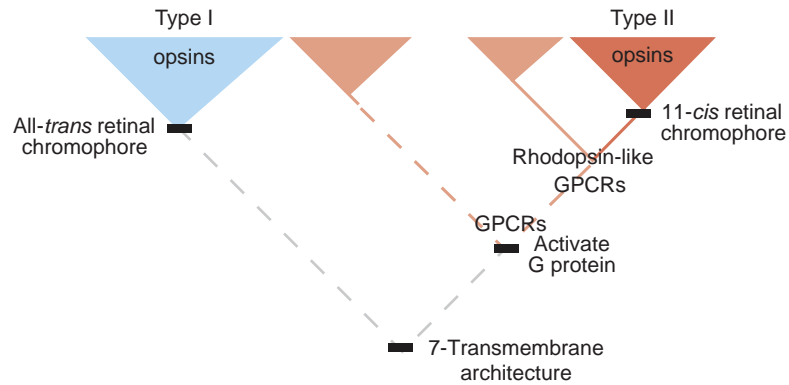 Type I
Type II
opsins
opsins
All-trans retinal
chromophore
11-cis retinal
chromophore
Rhodopsin-like
GPCRs
GPCRs
Activate
G protein
7-Transmembrane
architecture